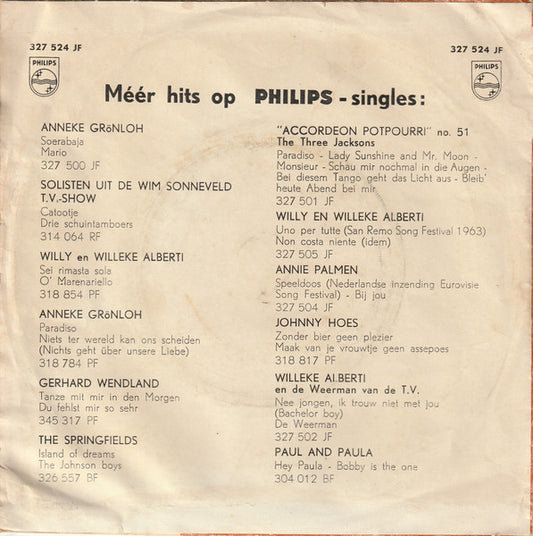 327 524 JF
327 524 JF
PHILIPS
PHILIPS
Méér hits op PHILIPS - singles:
ANNEKE GRöNLOH
Soerabaja
Mario
327 500 JF
SOLISTEN UIT DE WIM SONNEVELD
T.V.-SHOW
Catootje
Drie schuintamboers
314 064 RF
WILLY en WILLEKE ALBERTI
Sei rimasta sola
O' Marenariello
318 854 PF
ANNEKE GRöNLOH
Paradiso
Niets ter wereld kan ons scheiden
(Nichts geht über unsere Liebe)
318 784 PF
GERHARD WENDLAND
Tanze mit mir in den Morgen
Du fehlst mir so sehr
345 317 PF
THE SPRINGFIELDS
Island of dreams
The Johnson boys
326 557 BF
"ACCORDEON POTPOURRI" no. 51
The Three Jacksons
Paradiso - Lady Sunshine and Mr. Moon -
Monsieur - Schau mir nochmal in die Augen -
Bei diesem Tango geht das Licht aus - Bleib'
heute Abend bei mir
327 501 JF
WILLY EN WILLEKE ALBERTI
Uno per tutte (San Remo Song Festival 1963)
Non costa niente (idem)
327 505 JF
ANNIE PALMEN
Speeldoos (Nederlandse inzending Eurovisie
Song Festival) - Bij jou
327 504 JF
JOHNNY HOES
Zonder bier geen plezier
Maak van je vrouwtje geen assepoes
318 817 PF
WILLEKE ALBERTI
en de Weerman van de T.V.
Nee jongen, ik trouw niet met jou
(Bachelor boy)
De Weerman
327 502 JF
PAUL AND PAULA
Hey Paula - Bobby is the one
304 012 BF